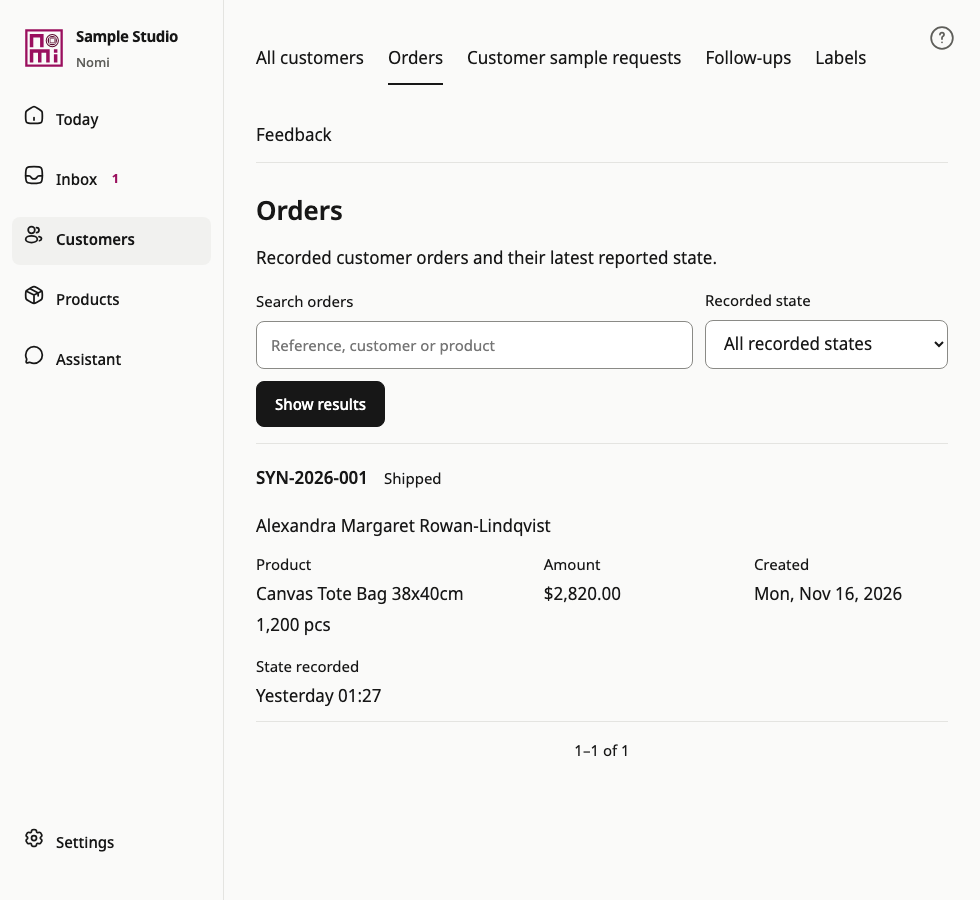 nomi
Sample Studio
Nomi
Today
Inbox 1
Customers
Products
Assistant
Settings
All customers Orders Customer sample requests Follow-ups Labels
?
Feedback
Orders
Recorded customer orders and their latest reported state.
Search orders
Reference, customer or product
Recorded state
All recorded states
Show results
SYN-2026-001 Shipped
Alexandra Margaret Rowan-Lindqvist
Product Amount Created
Canvas Tote Bag 38x40cm $2,820.00 Mon, Nov 16, 2026
1,200 pcs
State recorded
Yesterday 01:27
1–1 of 1